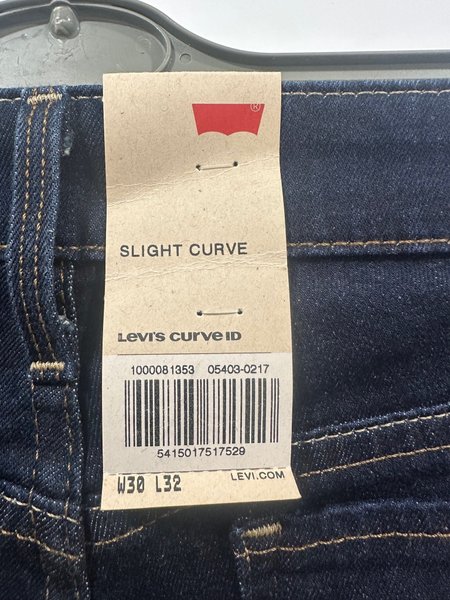 ®
SLIGHT CURVE
Levi's CURVE ID
1000081353 05403-0217
5415017517529
W30 L32 LEVI.COM